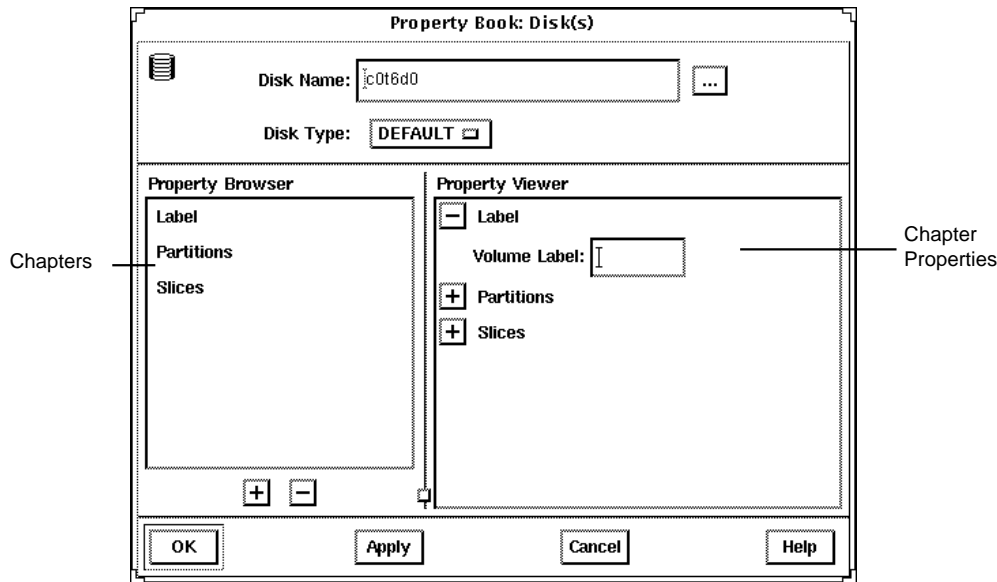 Property Book: Disk(s)
Disk Name: c0t6d0 ...
Disk Type: DEFAULT
Property Browser
Label
Partitions
Slices
+ −
Property Viewer
− Label
Volume Label:
+ Partitions
+ Slices
Chapters
Chapter
Properties
OK Apply Cancel Help